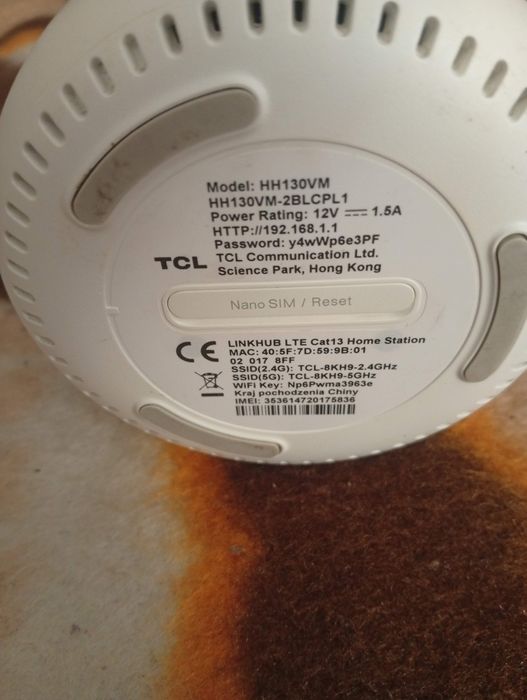 Model: HH130VM
HH130VM-2BLCPL1
Power Rating: 12V ⎓ 1.5A
HTTP://192.168.1.1
Password: y4wWp6e3PF
TCL
TCL Communication Ltd.
Science Park, Hong Kong
Nano SIM / Reset
LINKHUB LTE Cat13 Home Station
CE
MAC: 40:5F:7D:59:9B:01
02 017 8FF
SSID(2.4G): TCL-8KH9-2.4GHz
SSID(5G): TCL-8KH9-5GHz
WiFi Key: Np6Pwma3963e
Kraj pochodzenia Chiny
IMEI: 353614720175836